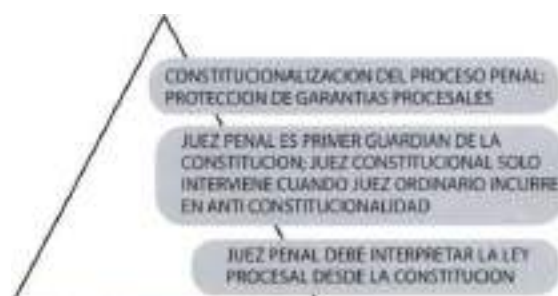 CONSTITUCIONALIZACION DEL PROCESO PENAL:
PROTECCION DE GARANTIAS PROCESALES
JUEZ PENAL ES PRIMER GUARDIAN DE LA
CONSTITUCION; JUEZ CONSTITUCIONAL SOLO
INTERVIENE CUANDO JUEZ ORDINARIO INCURRE
EN ANTI CONSTITUCIONALIDAD
JUEZ PENAL DEBE INTERPRETAR LA LEY
PROCESAL DESDE LA CONSTITUCION